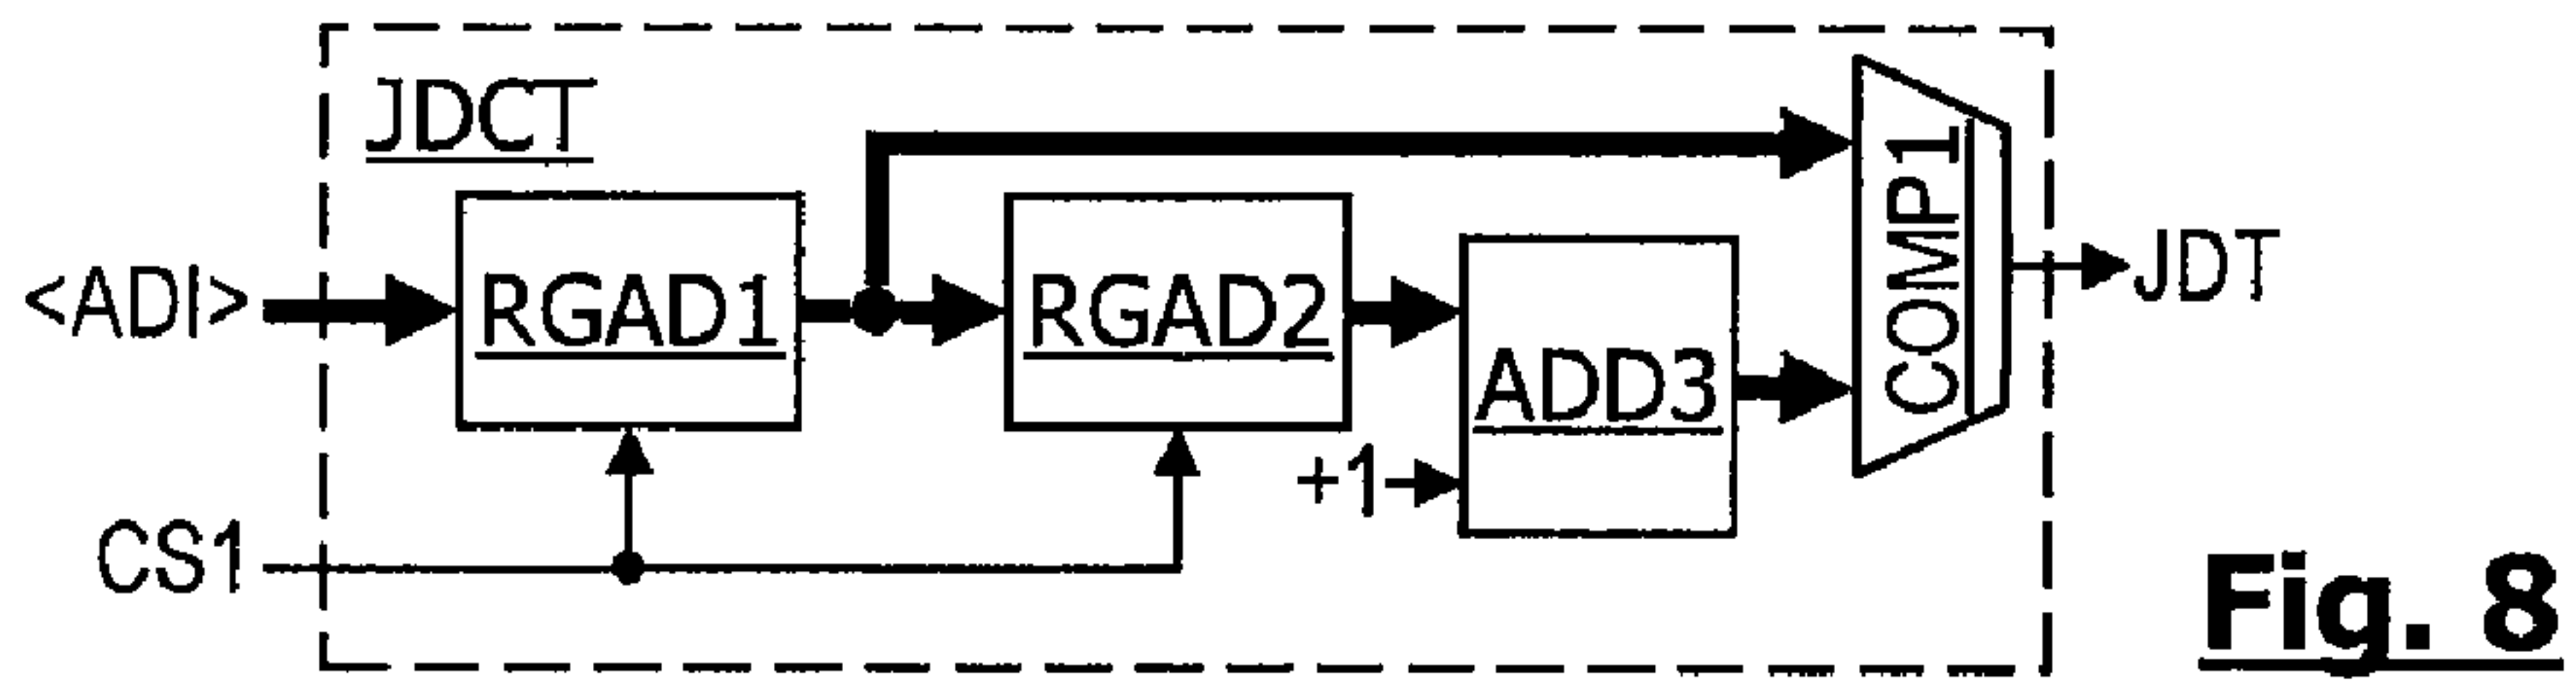 JDCT
COMP1
<ADI>
RGAD1
RGAD2
ADD3
JDT
+1
CS1
Fig. 8